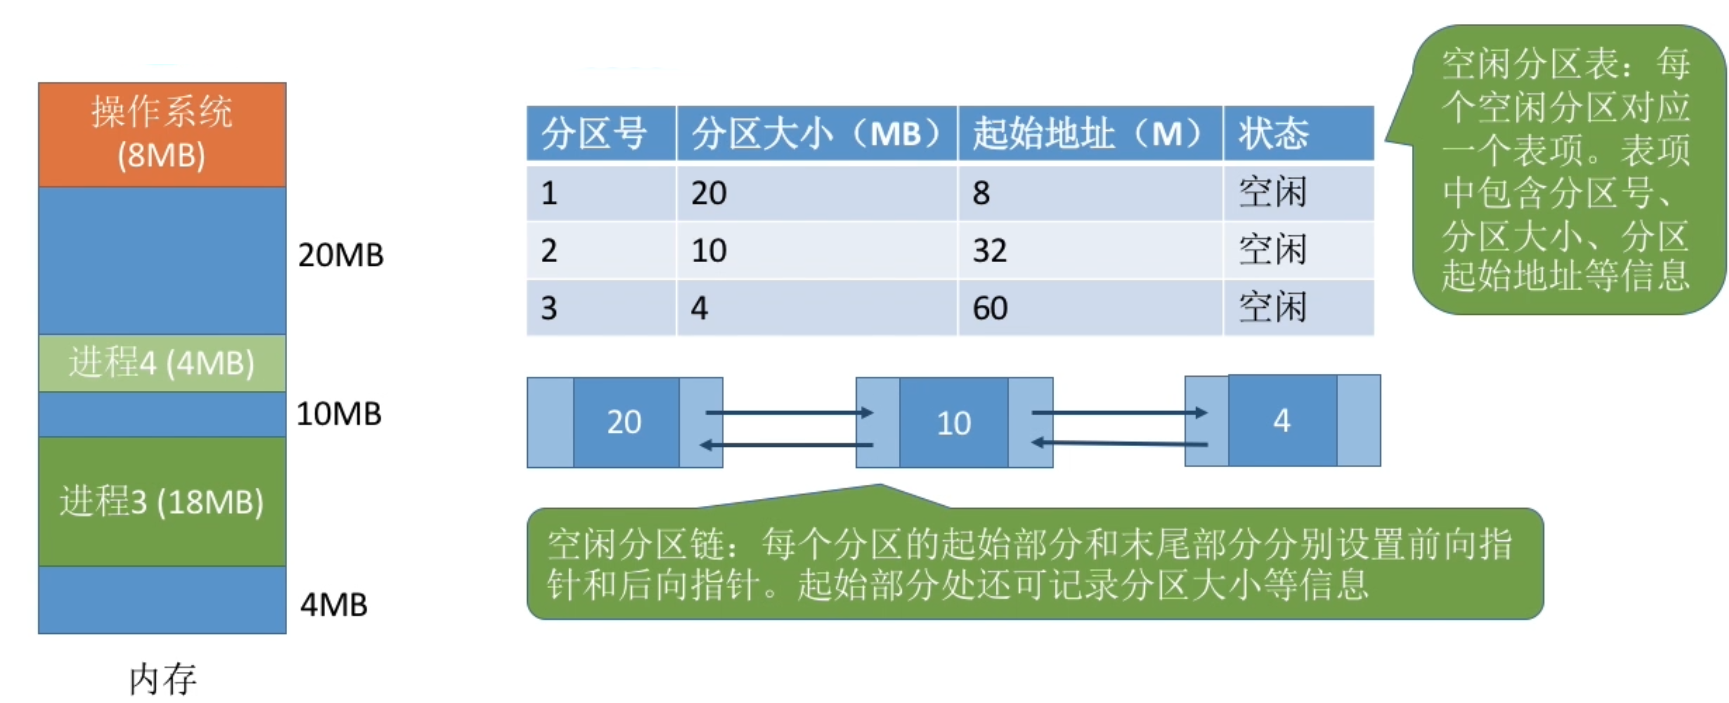 操作系统
(8MB)
20MB
进程4 (4MB)
10MB
进程3 (18MB)
4MB
内存
分区号 分区大小（MB） 起始地址（M） 状态
1 20 8 空闲
2 10 32 空闲
3 4 60 空闲
空闲分区表：每
个空闲分区对应
一个表项。表项
中包含分区号、
分区大小、分区
起始地址等信息
20 10 4
空闲分区链：每个分区的起始部分和末尾部分分别设置前向指
针和后向指针。起始部分处还可记录分区大小等信息